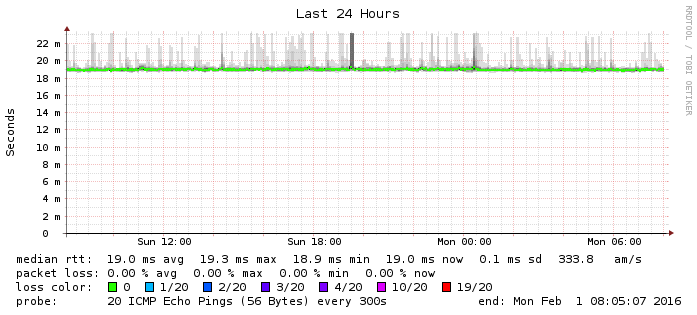 Last 24 Hours
RRDTOOL / TOBI OETIKER
Seconds
22 m
20 m
18 m
16 m
14 m
12 m
10 m
8 m
6 m
4 m
2 m
0
Sun 12:00 Sun 18:00 Mon 00:00 Mon 06:00
median rtt: 19.0 ms avg 19.3 ms max 18.9 ms min 19.0 ms now 0.1 ms sd 333.8 am/s
packet loss: 0.00 % avg 0.00 % max 0.00 % min 0.00 % now
loss color: 0 1/20 2/20 3/20 4/20 10/20 19/20
probe: 20 ICMP Echo Pings (56 Bytes) every 300s end: Mon Feb 1 08:05:07 2016